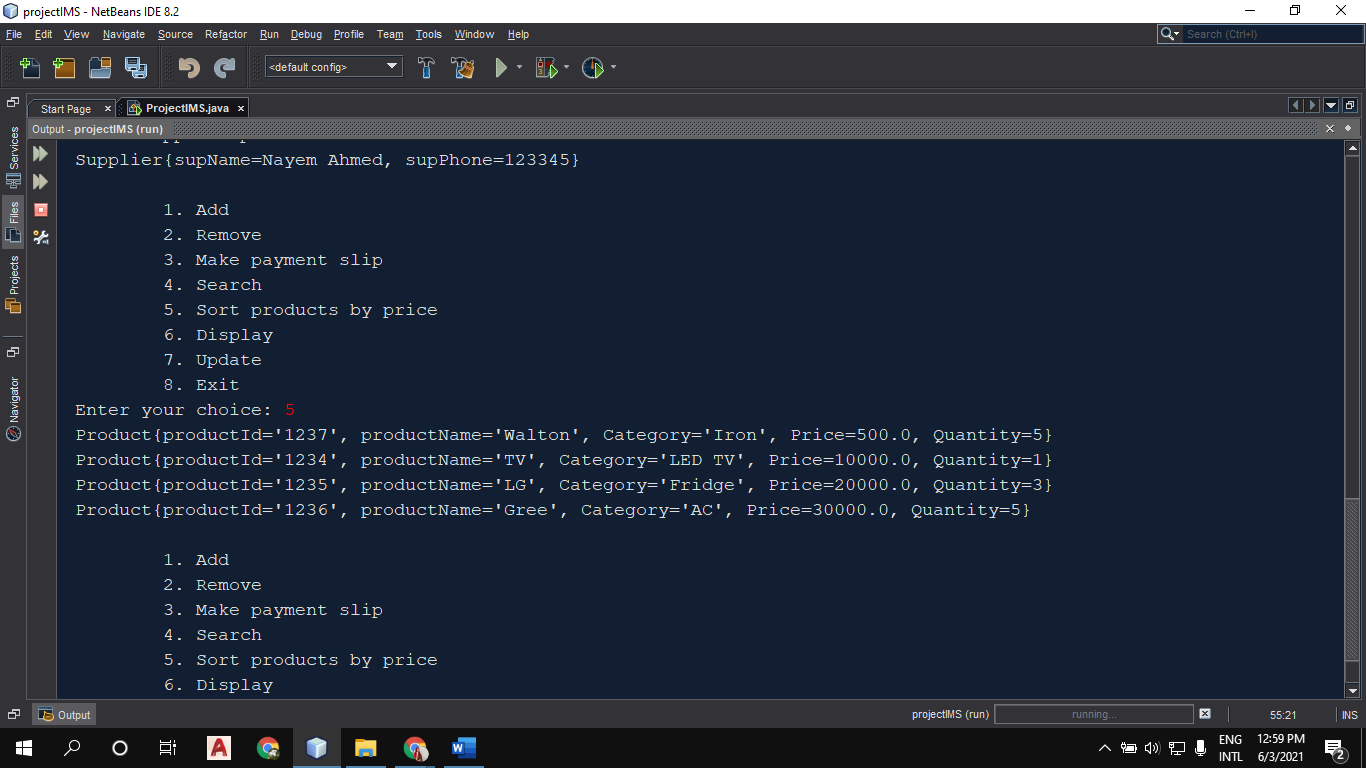 projectIMS - NetBeans IDE 8.2
File Edit View Navigate Source Refactor Run Debug Profile Team Tools Window Help
Search (Ctrl+I)
<default config>
Start Page
ProjectIMS.java
Output - projectIMS (run)
Services
Files
Projects
Navigator
Supplier{supName=Nayem Ahmed, supPhone=123345}
1. Add
2. Remove
3. Make payment slip
4. Search
5. Sort products by price
6. Display
7. Update
8. Exit
Enter your choice: 5
Product{productId='1237', productName='Walton', Category='Iron', Price=500.0, Quantity=5}
Product{productId='1234', productName='TV', Category='LED TV', Price=10000.0, Quantity=1}
Product{productId='1235', productName='LG', Category='Fridge', Price=20000.0, Quantity=3}
Product{productId='1236', productName='Gree', Category='AC', Price=30000.0, Quantity=5}
1. Add
2. Remove
3. Make payment slip
4. Search
5. Sort products by price
6. Display
Output
projectIMS (run)
running...
55:21
INS
ENG
INTL
12:59 PM
6/3/2021
2